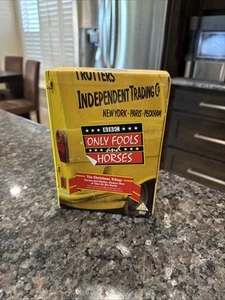 TROTTERS
INDEPENDENT TRADING CO
NEW YORK - PARIS - PECKHAM
BBC
ONLY FOOLS
and
HORSES
The Christmas Trilogy